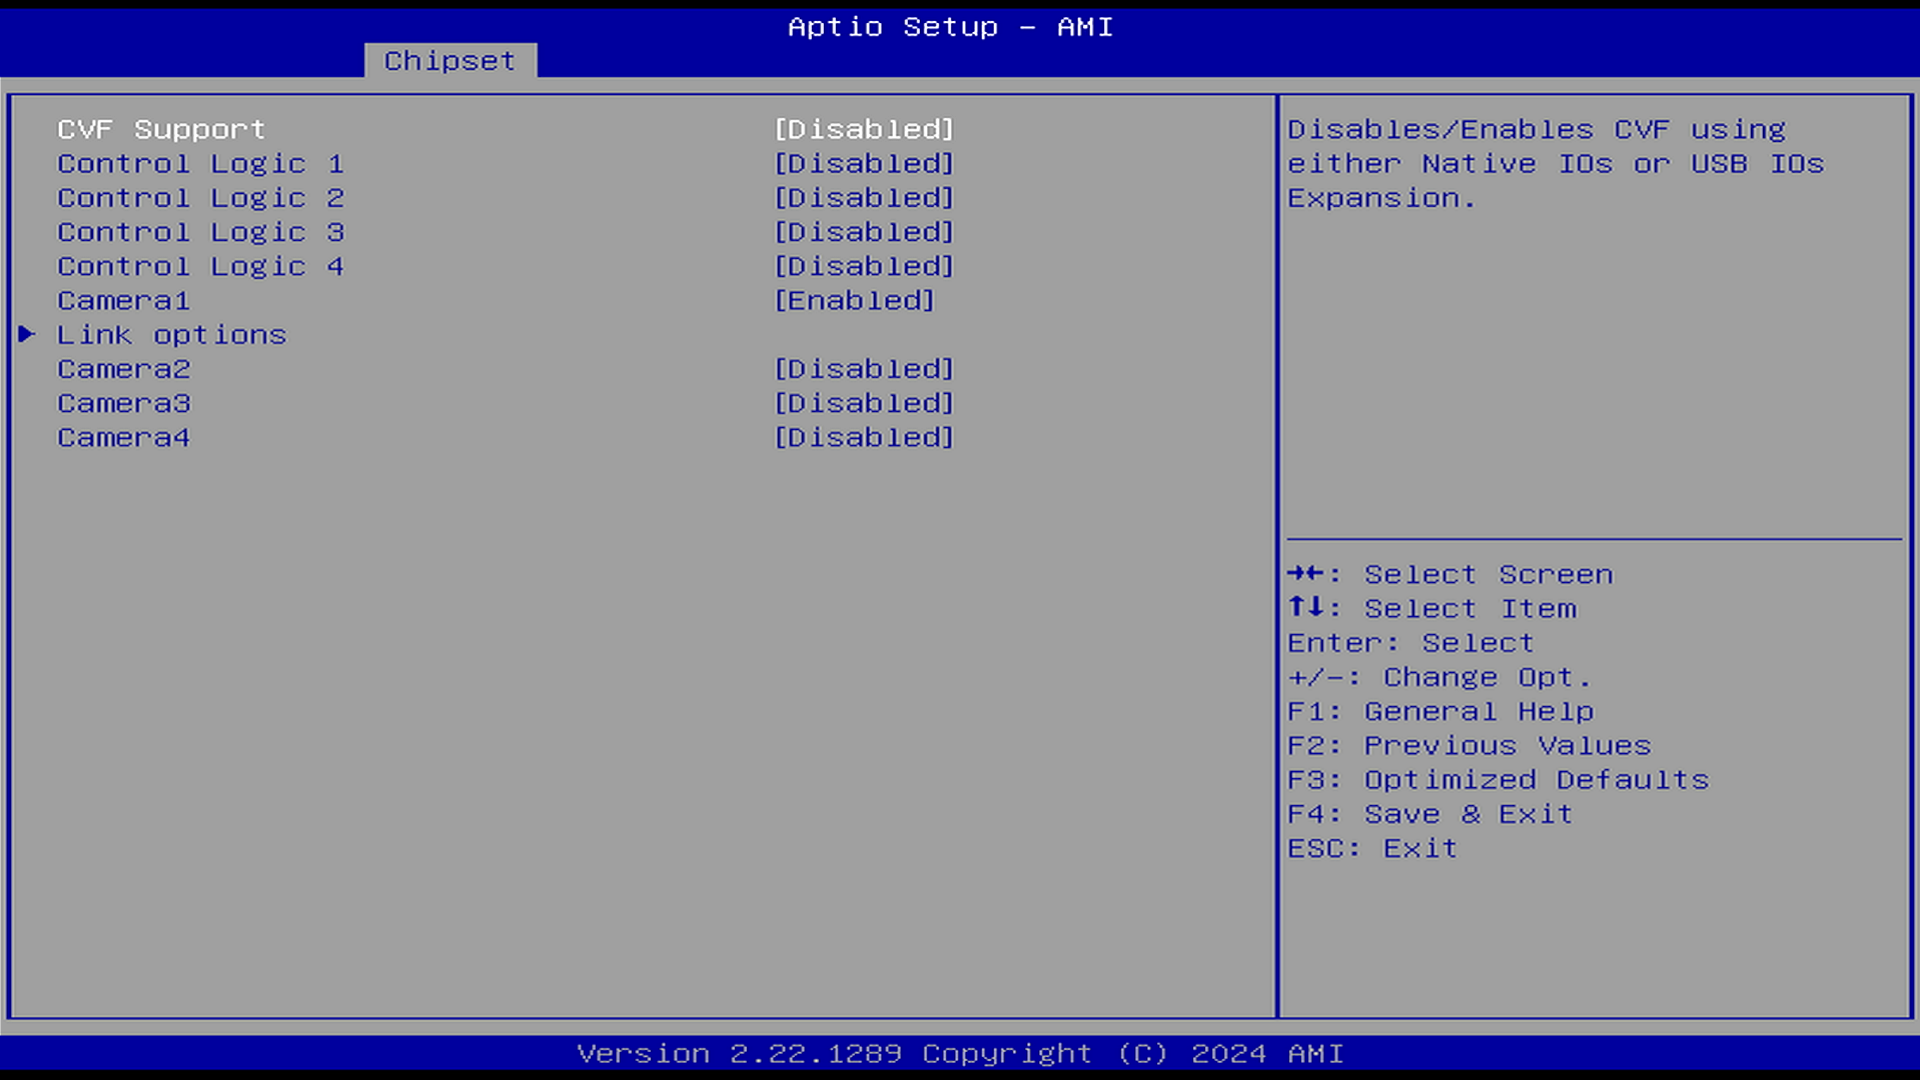 Aptio Setup - AMI
Chipset
CVF Support [Disabled]
Control Logic 1 [Disabled]
Control Logic 2 [Disabled]
Control Logic 3 [Disabled]
Control Logic 4 [Disabled]
Camera1 [Enabled]
▶ Link options
Camera2 [Disabled]
Camera3 [Disabled]
Camera4 [Disabled]
Disables/Enables CVF using
either Native IOs or USB IOs
Expansion.
→←: Select Screen
↑↓: Select Item
Enter: Select
+/-: Change Opt.
F1: General Help
F2: Previous Values
F3: Optimized Defaults
F4: Save & Exit
ESC: Exit
Version 2.22.1289 Copyright (C) 2024 AMI